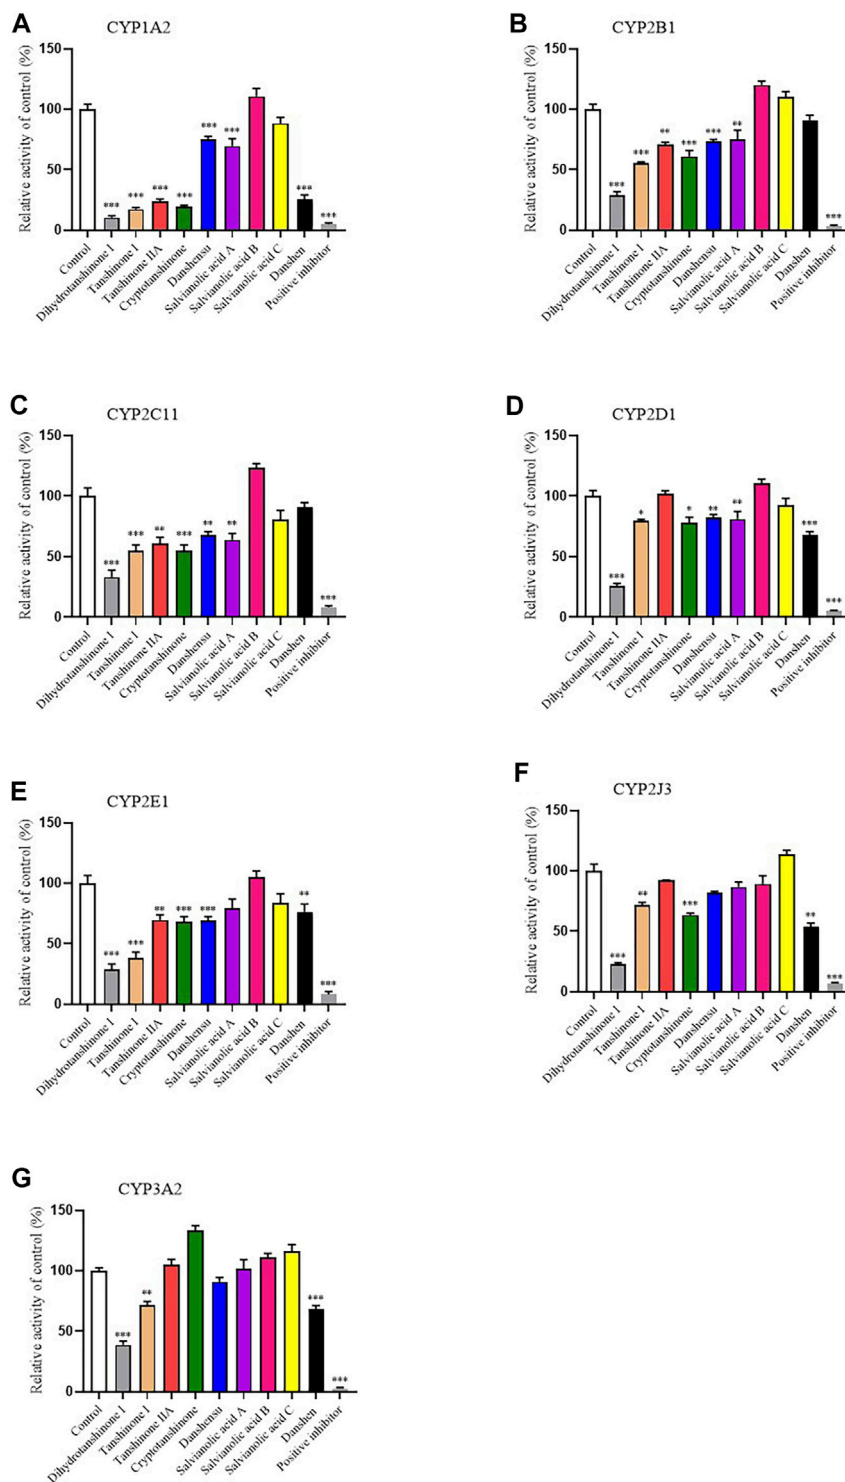 A
CYP1A2
Relative activity of control (%)
150
100
50
0
***
***
***
***
***
***
***
***
Control
Dihydrotanshinone I
Tanshinone I
Tanshinone IIA
Cryptotanshinone
Danshensu
Salvianolic acid A
Salvianolic acid B
Salvianolic acid C
Danshen
Positive inhibitor
B
CYP2B1
Relative activity of control (%)
150
100
50
0
***
***
**
***
***
**
***
Control
Dihydrotanshinone I
Tanshinone I
Tanshinone IIA
Cryptotanshinone
Danshensu
Salvianolic acid A
Salvianolic acid B
Salvianolic acid C
Danshen
Positive inhibitor
C
CYP2C11
Relative activity of control (%)
150
100
50
0
***
***
**
***
**
**
***
Control
Dihydrotanshinone I
Tanshinone I
Tanshinone IIA
Cryptotanshinone
Danshensu
Salvianolic acid A
Salvianolic acid B
Salvianolic acid C
Danshen
Positive inhibitor
D
CYP2D1
Relative activity of control (%)
150
100
50
0
***
*
*
**
**
***
***
Control
Dihydrotanshinone I
Tanshinone I
Tanshinone IIA
Cryptotanshinone
Danshensu
Salvianolic acid A
Salvianolic acid B
Salvianolic acid C
Danshen
Positive inhibitor
E
CYP2E1
Relative activity of control (%)
150
100
50
0
***
***
**
***
***
**
***
Control
Dihydrotanshinone I
Tanshinone I
Tanshinone IIA
Cryptotanshinone
Danshensu
Salvianolic acid A
Salvianolic acid B
Salvianolic acid C
Danshen
Positive inhibitor
F
CYP2J3
Relative activity of control (%)
150
100
50
0
***
**
***
**
***
Control
Dihydrotanshinone I
Tanshinone I
Tanshinone IIA
Cryptotanshinone
Danshensu
Salvianolic acid A
Salvianolic acid B
Salvianolic acid C
Danshen
Positive inhibitor
G
CYP3A2
Relative activity of control (%)
150
100
50
0
***
**
***
***
Control
Dihydrotanshinone I
Tanshinone I
Tanshinone IIA
Cryptotanshinone
Danshensu
Salvianolic acid A
Salvianolic acid B
Salvianolic acid C
Danshen
Positive inhibitor